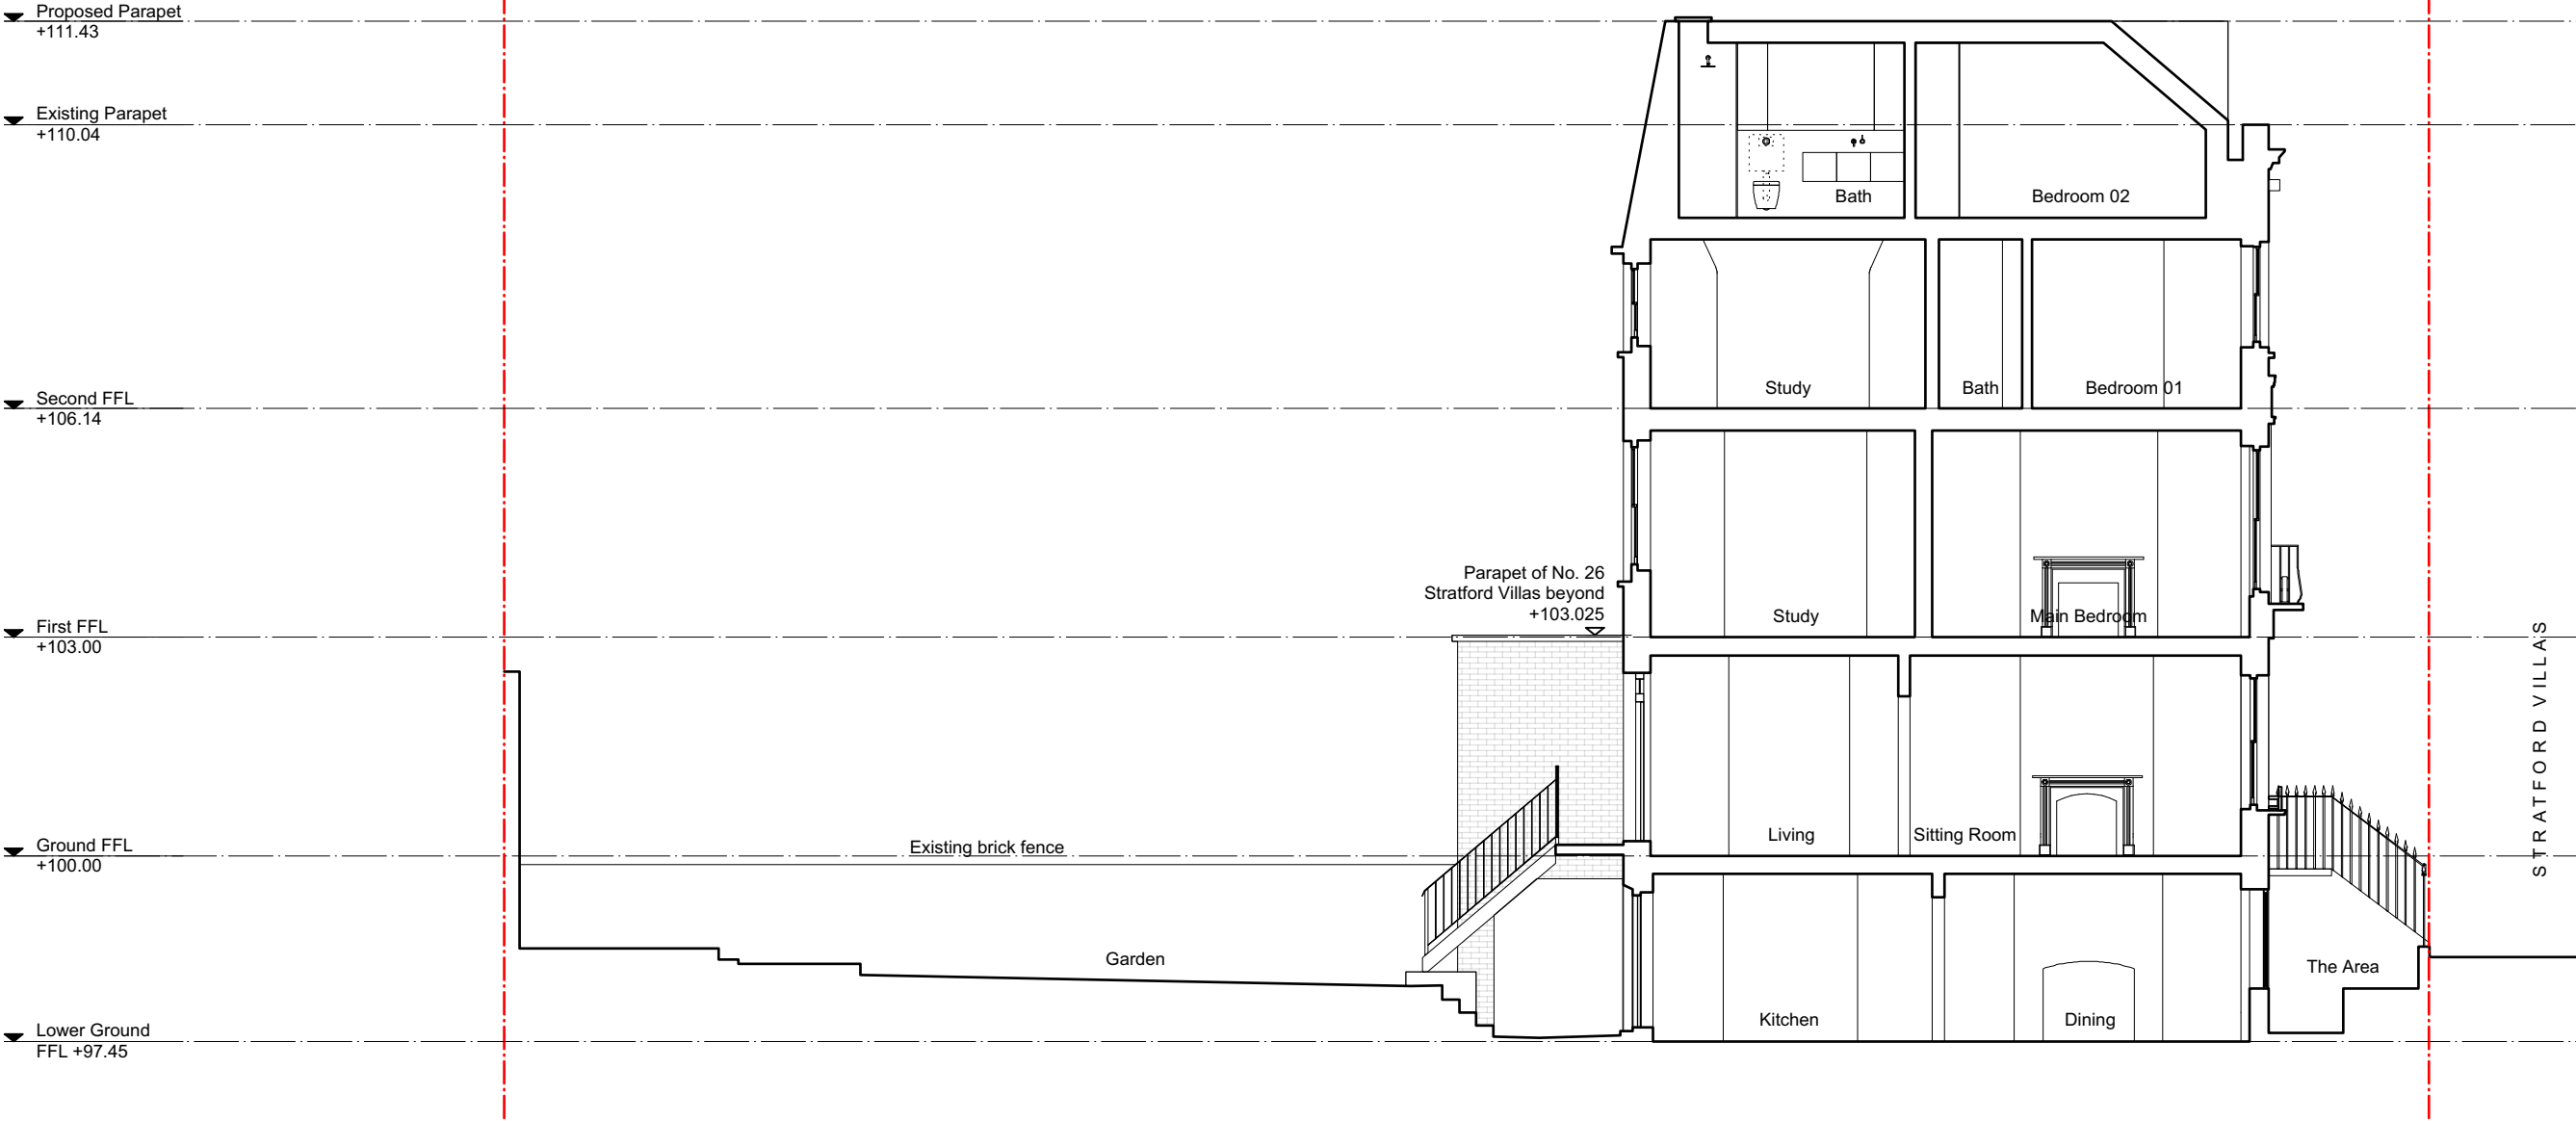 Proposed Parapet
+111.43
Existing Parapet
+110.04
Bath
Bedroom 02
Second FFL
+106.14
Study
Bath
Bedroom 01
Parapet of No. 26
Stratford Villas beyond
+103.025
First FFL
+103.00
Study
Main Bedroom
STRATFORD VILLAS
Ground FFL
+100.00
Existing brick fence
Living
Sitting Room
Garden
The Area
Lower Ground
FFL +97.45
Kitchen
Dining